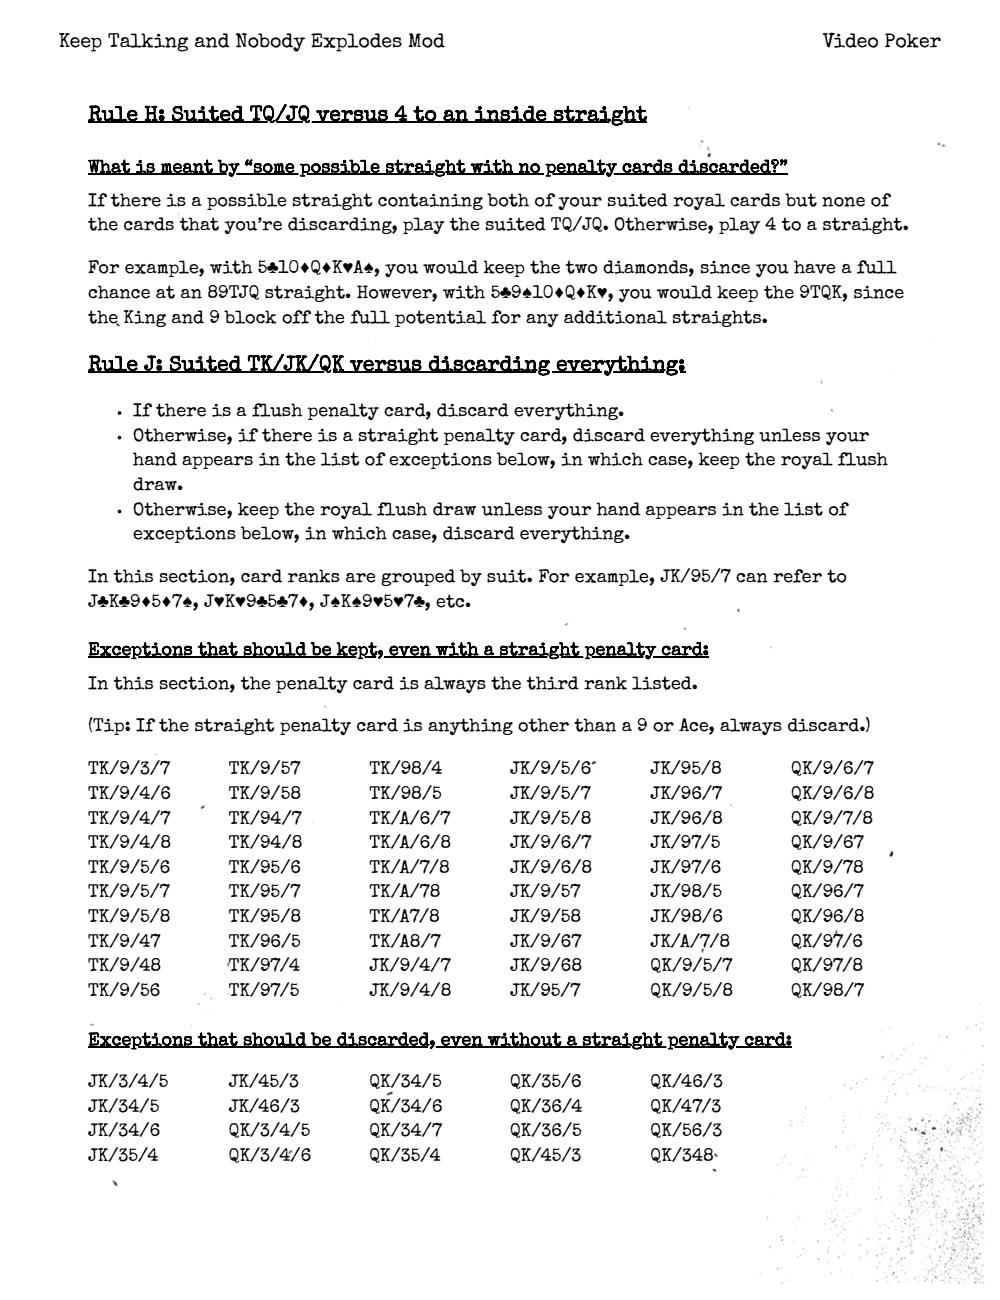 Keep Talking and Nobody Explodes Mod Video Poker
Rule H: Suited TQ/JQ versus 4 to an inside straight
What is meant by “some possible straight with no penalty cards discarded?”
If there is a possible straight containing both of your suited royal cards but none of
the cards that you’re discarding, play the suited TQ/JQ. Otherwise, play 4 to a straight.
For example, with 5♣10♦Q♦K♥A♠, you would keep the two diamonds, since you have a full
chance at an 89TJQ straight. However, with 5♣9♠10♦Q♦K♥, you would keep the 9TQK, since
the King and 9 block off the full potential for any additional straights.
Rule J: Suited TK/JK/QK versus discarding everything:
• If there is a flush penalty card, discard everything.
• Otherwise, if there is a straight penalty card, discard everything unless your
hand appears in the list of exceptions below, in which case, keep the royal flush
draw.
• Otherwise, keep the royal flush draw unless your hand appears in the list of
exceptions below, in which case, discard everything.
In this section, card ranks are grouped by suit. For example, JK/95/7 can refer to
J♣K♣9♦5♦7♠, J♥K♥9♣5♣7♦, J♠K♠9♥5♥7♣, etc.
Exceptions that should be kept, even with a straight penalty card:
In this section, the penalty card is always the third rank listed.
(Tip: If the straight penalty card is anything other than a 9 or Ace, always discard.)
TK/9/3/7 TK/9/57 TK/98/4 JK/9/5/6 JK/95/8 QK/9/6/7
TK/9/4/6 TK/9/58 TK/98/5 JK/9/5/7 JK/96/7 QK/9/6/8
TK/9/4/7 TK/94/7 TK/A/6/7 JK/9/5/8 JK/96/8 QK/9/7/8
TK/9/4/8 TK/94/8 TK/A/6/8 JK/9/6/7 JK/97/5 QK/9/67
TK/9/5/6 TK/95/6 TK/A/7/8 JK/9/6/8 JK/97/6 QK/9/78
TK/9/5/7 TK/95/7 TK/A/78 JK/9/57 JK/98/5 QK/96/7
TK/9/5/8 TK/95/8 TK/A7/8 JK/9/58 JK/98/6 QK/96/8
TK/9/47 TK/96/5 TK/A8/7 JK/9/67 JK/A/7/8 QK/97/6
TK/9/48 TK/97/4 JK/9/4/7 JK/9/68 QK/9/5/7 QK/97/8
TK/9/56 TK/97/5 JK/9/4/8 JK/95/7 QK/9/5/8 QK/98/7
Exceptions that should be discarded, even without a straight penalty card:
JK/3/4/5 JK/45/3 QK/34/5 QK/35/6 QK/46/3
JK/34/5 JK/46/3 QK/34/6 QK/36/4 QK/47/3
JK/34/6 QK/3/4/5 QK/34/7 QK/36/5 QK/56/3
JK/35/4 QK/3/4/6 QK/35/4 QK/45/3 QK/348